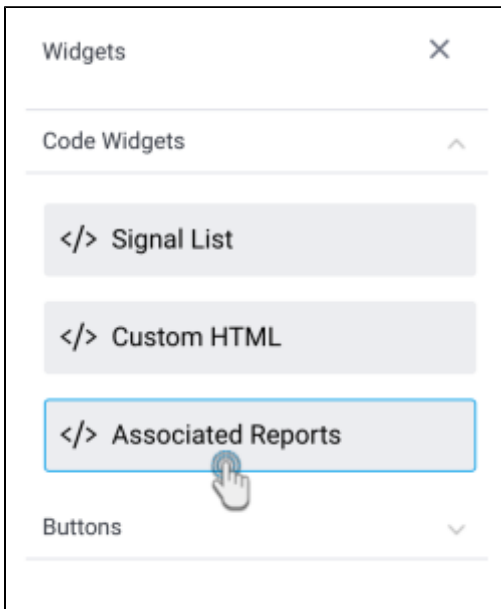 Widgets
Code Widgets
</> Signal List
</> Custom HTML
</> Associated Reports
Buttons